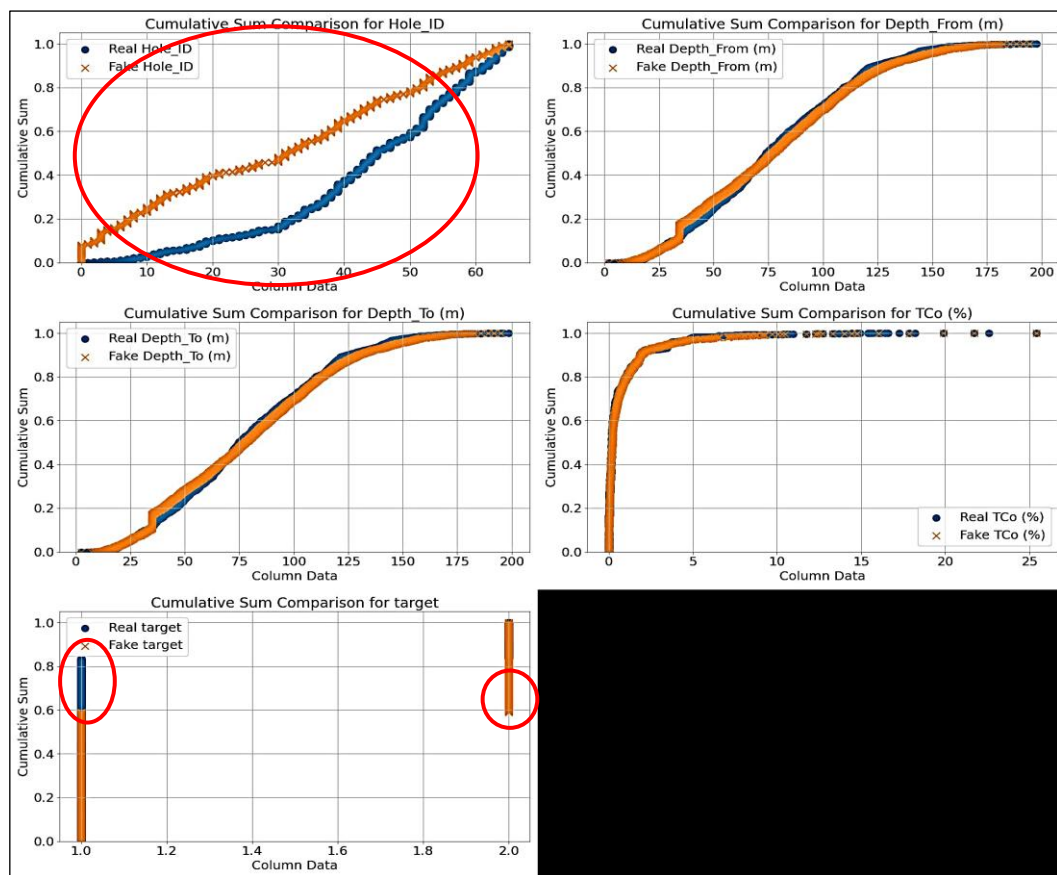 Cumulative Sum Comparison for Hole_ID
Real Hole_ID
Fake Hole_ID
Cumulative Sum
1.0
0.8
0.6
0.4
0.2
0.0
0 10 20 30 40 50 60
Column Data
Cumulative Sum Comparison for Depth_From (m)
Real Depth_From (m)
Fake Depth_From (m)
Cumulative Sum
1.0
0.8
0.6
0.4
0.2
0.0
0 25 50 75 100 125 150 175 200
Column Data
Cumulative Sum Comparison for Depth_To (m)
Real Depth_To (m)
Fake Depth_To (m)
Cumulative Sum
1.0
0.8
0.6
0.4
0.2
0.0
0 25 50 75 100 125 150 175 200
Column Data
Cumulative Sum Comparison for TCo (%)
Real TCo (%)
Fake TCo (%)
Cumulative Sum
1.0
0.8
0.6
0.4
0.2
0.0
0 5 10 15 20 25
Column Data
Cumulative Sum Comparison for target
Real target
Fake target
Cumulative Sum
1.0
0.8
0.6
0.4
0.2
0.0
1.0 1.2 1.4 1.6 1.8 2.0
Column Data